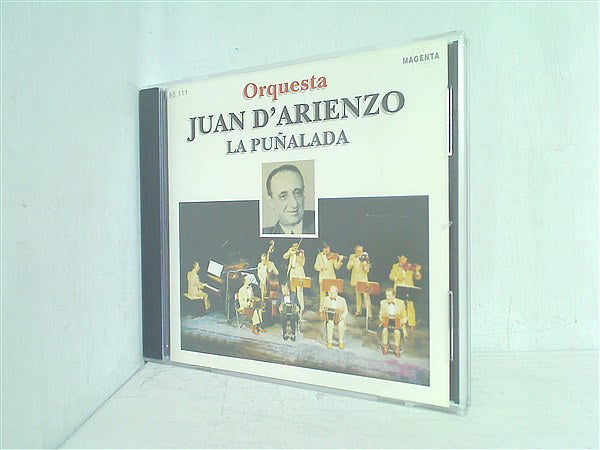 88.111
MAGENTA
Orquesta
JUAN D'ARIENZO
LA PUÑALADA